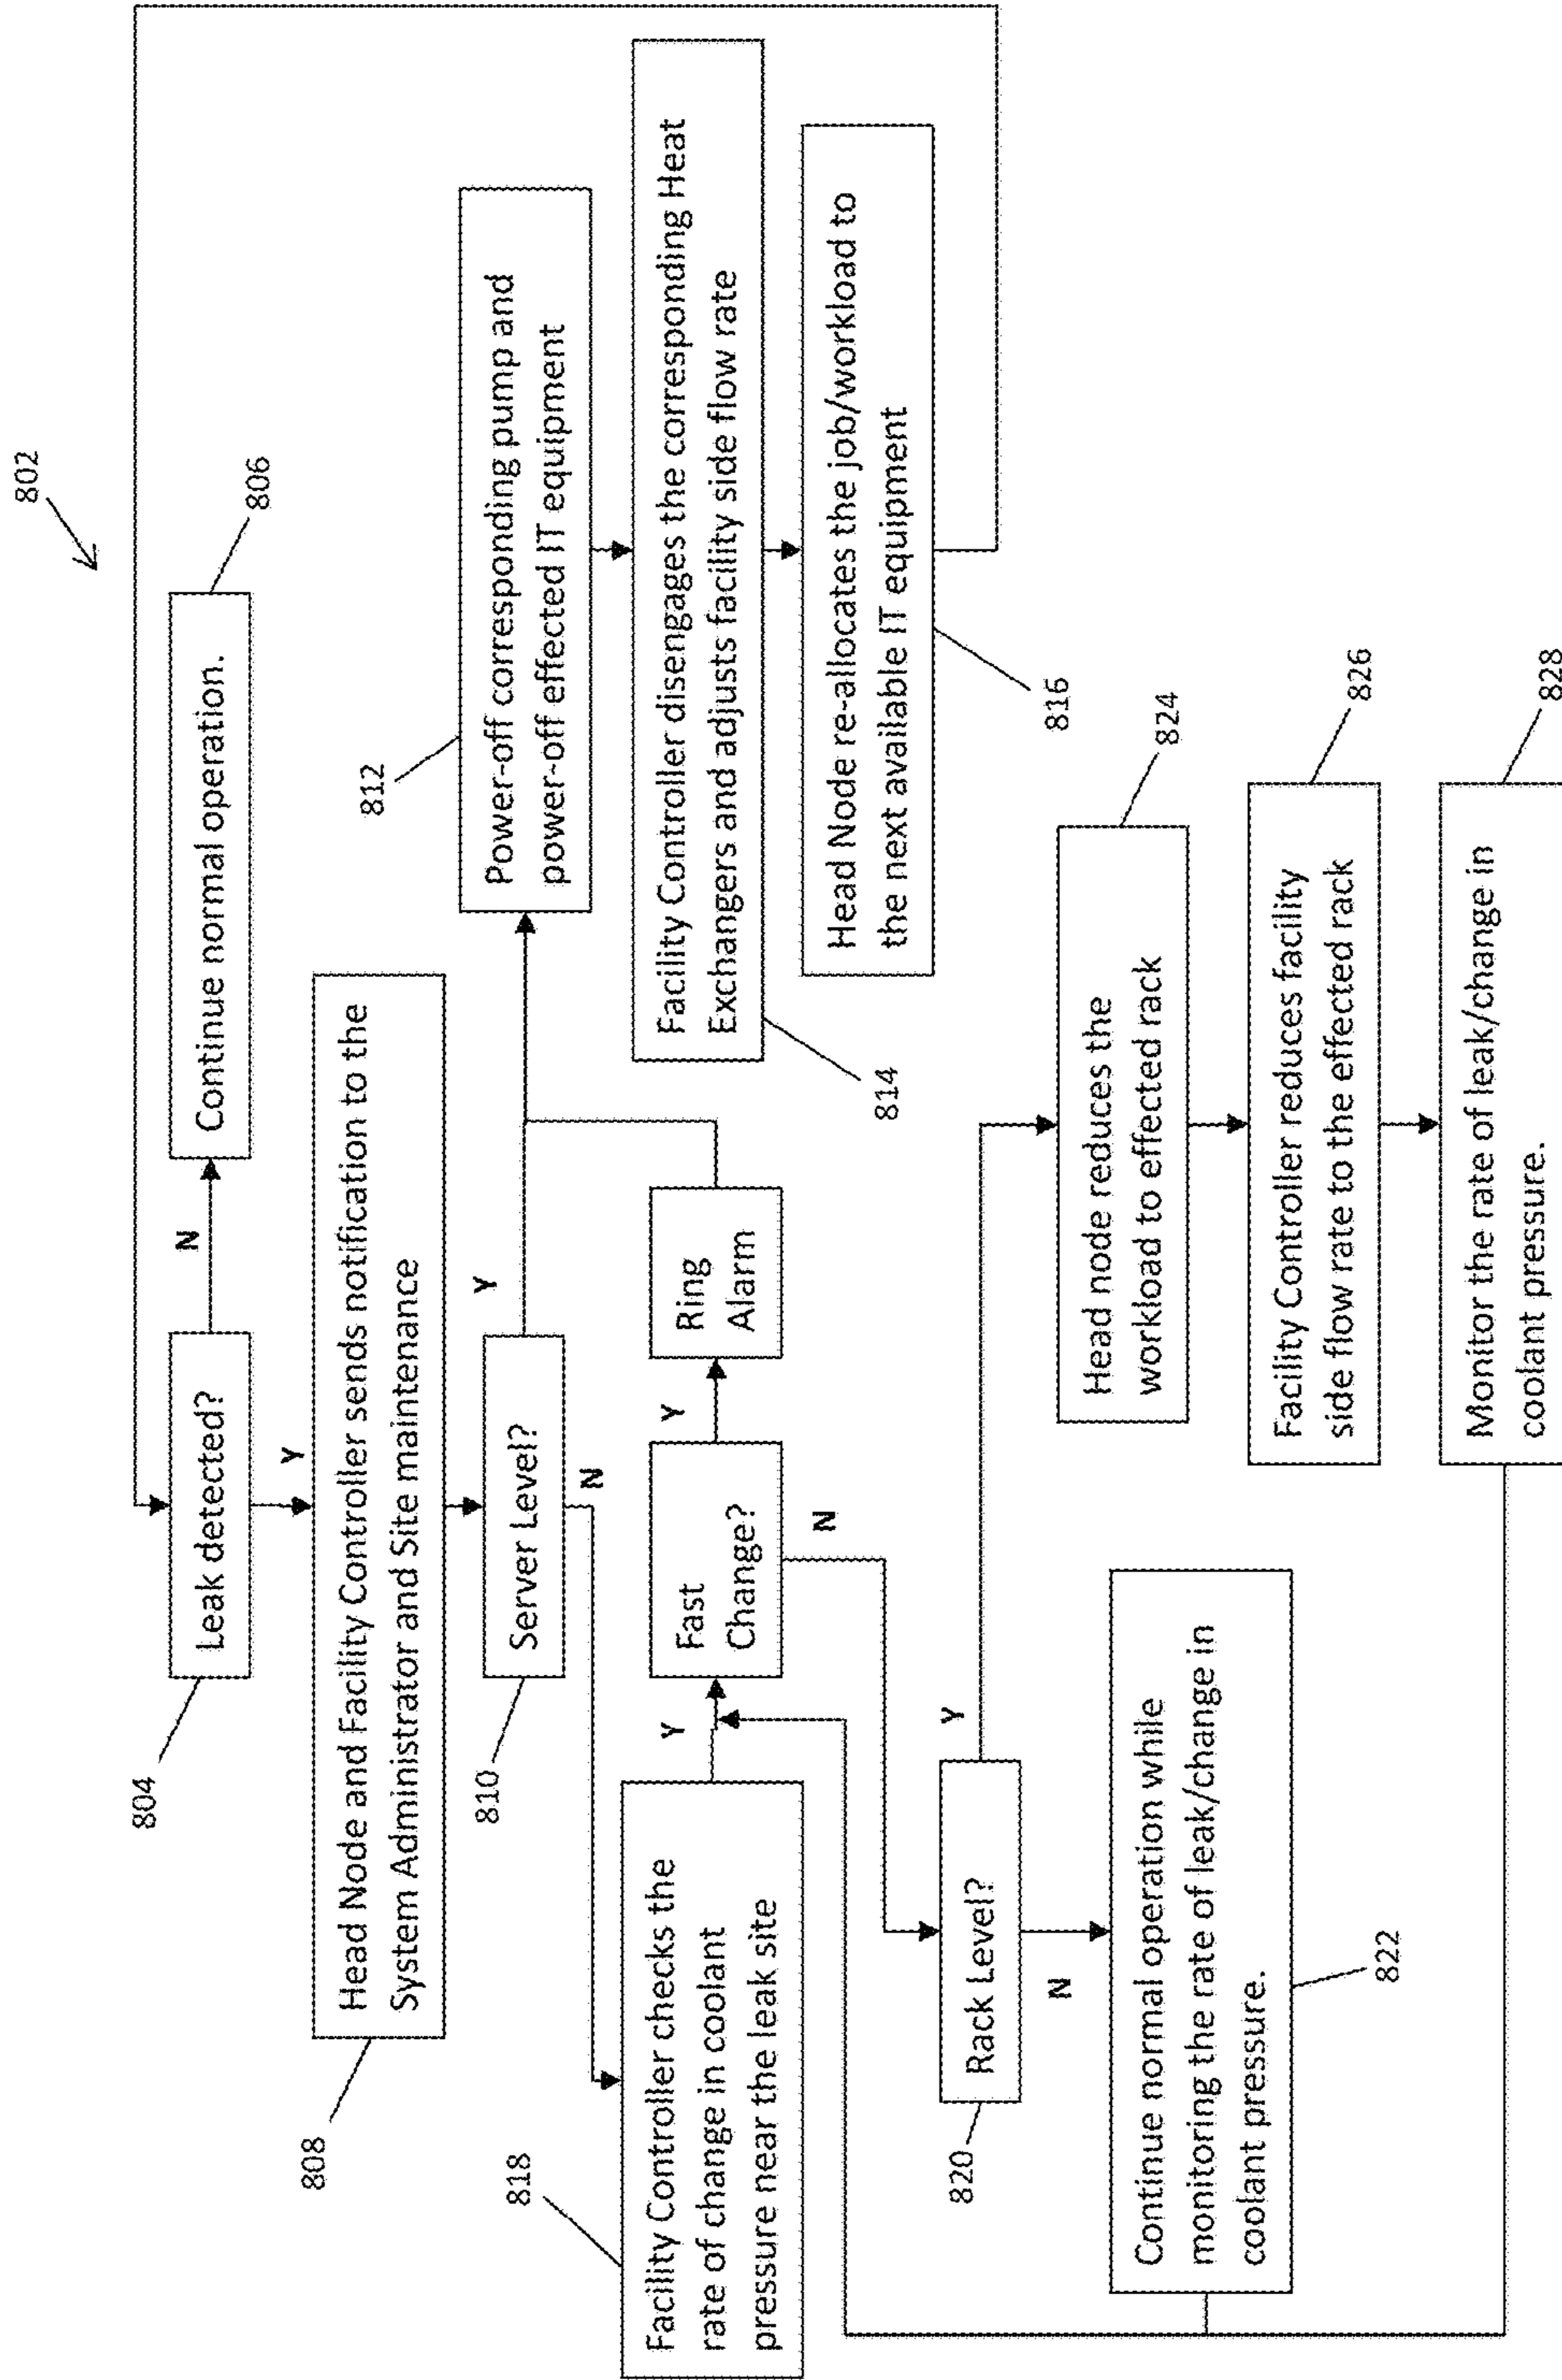 802
804
Leak detected?
N
Continue normal operation.
806
Y
808
Head Node and Facility Controller sends notification to the
System Administrator and Site maintenance
810
Server Level?
Y
N
812
Power-off corresponding pump and
power-off effected IT equipment
814
Facility Controller disengages the corresponding Heat
Exchangers and adjusts facility side flow rate
816
Head Node re-allocates the job/workload to
the next available IT equipment
818
Facility Controller checks the
rate of change in coolant
pressure near the leak site
Y
Fast
Change?
Y
Ring
Alarm
N
820
Rack Level?
Y
N
822
Continue normal operation while
monitoring the rate of leak/change in
coolant pressure.
824
Head node reduces the
workload to effected rack
826
Facility Controller reduces facility
side flow rate to the effected rack
828
Monitor the rate of leak/change in
coolant pressure.